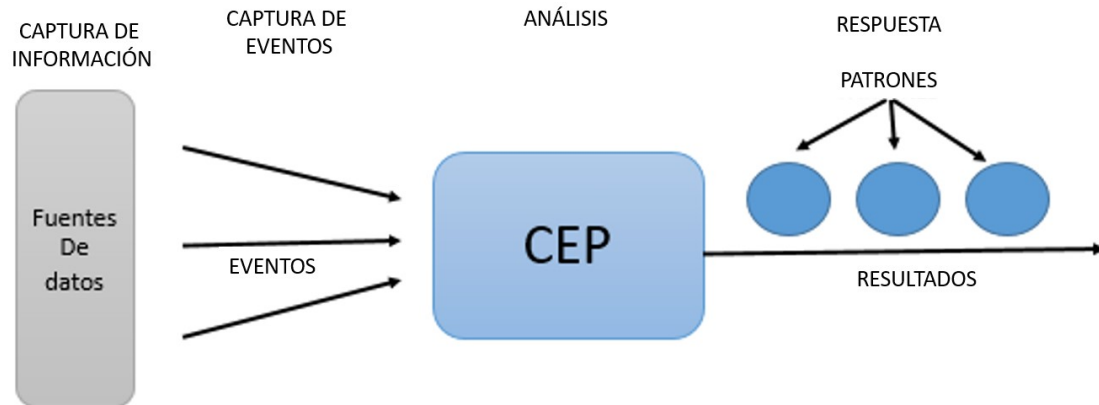 CAPTURA DE
INFORMACIÓN
CAPTURA DE
EVENTOS
ANÁLISIS
RESPUESTA
PATRONES
Fuentes
De
datos
EVENTOS
CEP
RESULTADOS